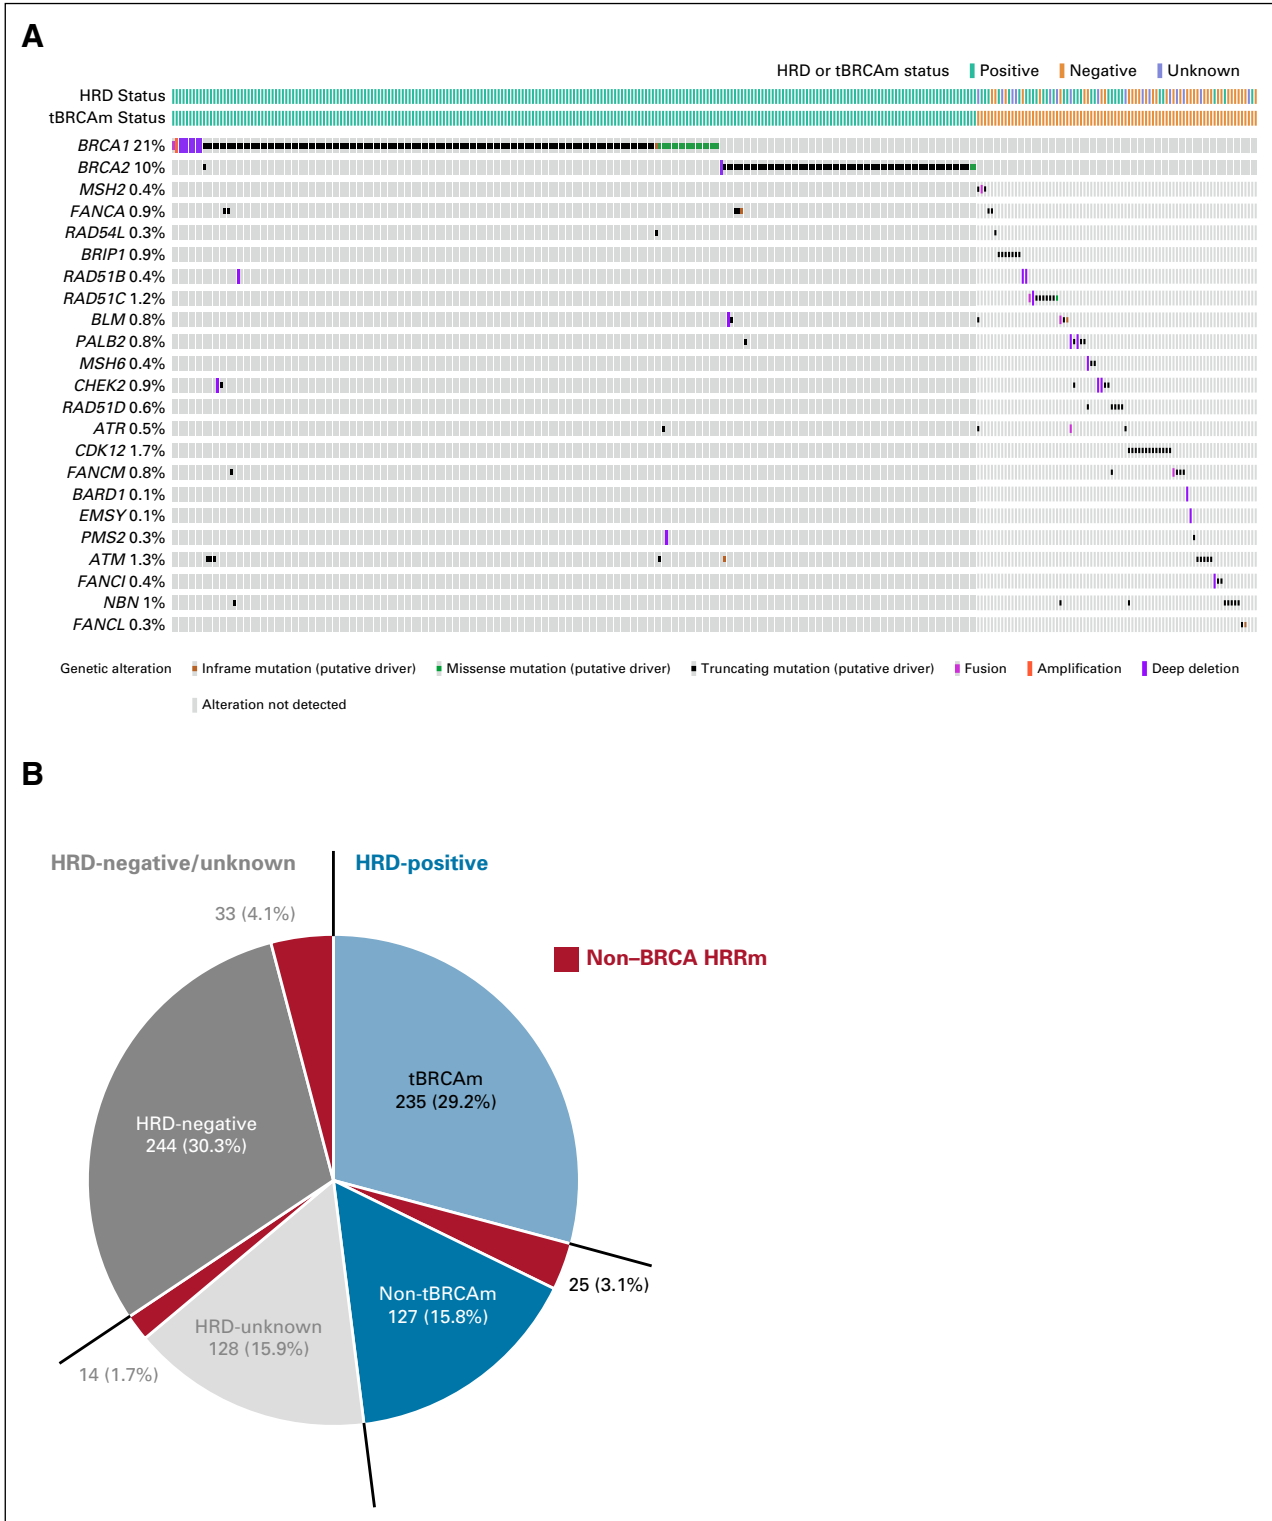 A
HRD or tBRCAm status Positive Negative Unknown
HRD Status
tBRCAm Status
BRCA1 21%
BRCA2 10%
MSH2 0.4%
FANCA 0.9%
RAD54L 0.3%
BRIP1 0.9%
RAD51B 0.4%
RAD51C 1.2%
BLM 0.8%
PALB2 0.8%
MSH6 0.4%
CHEK2 0.9%
RAD51D 0.6%
ATR 0.5%
CDK12 1.7%
FANCM 0.8%
BARD1 0.1%
EMSY 0.1%
PMS2 0.3%
ATM 1.3%
FANCI 0.4%
NBN 1%
FANCL 0.3%
Genetic alteration Inframe mutation (putative driver) Missense mutation (putative driver) Truncating mutation (putative driver) Fusion Amplification Deep deletion
Alteration not detected
B
HRD-negative/unknown HRD-positive
33 (4.1%)
Non–BRCA HRRm
tBRCAm
235 (29.2%)
HRD-negative
244 (30.3%)
25 (3.1%)
Non-tBRCAm
127 (15.8%)
HRD-unknown
128 (15.9%)
14 (1.7%)